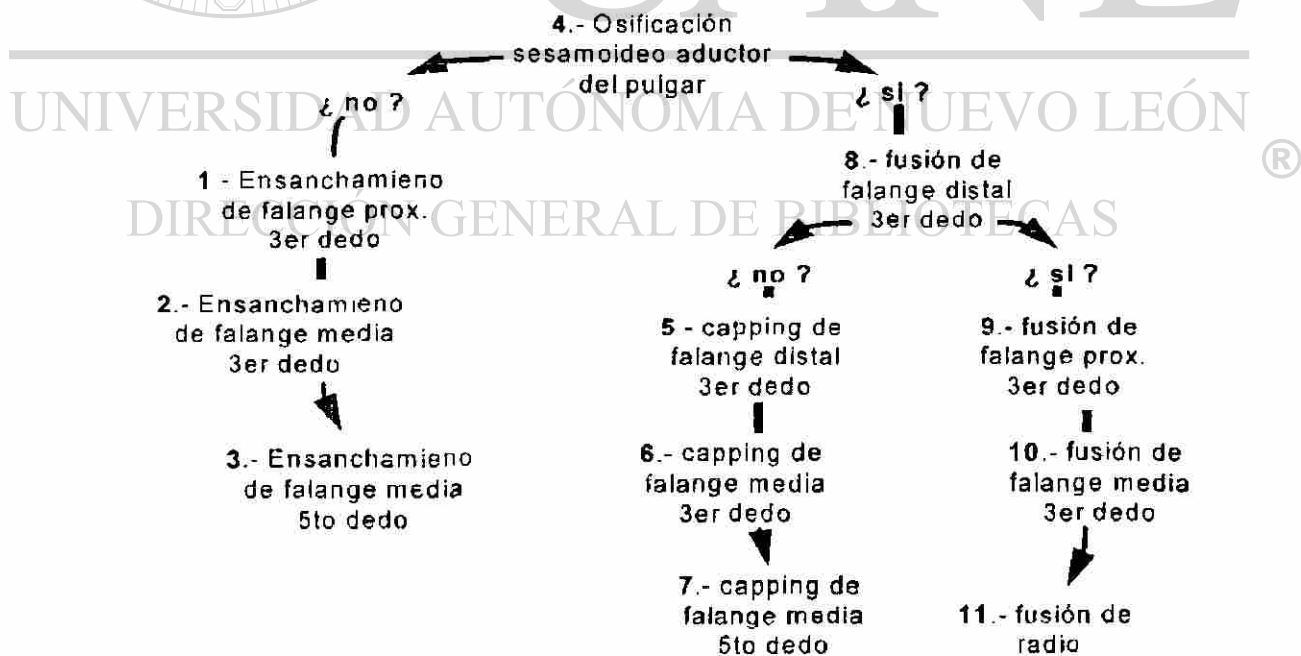 4.- Osificación
sesamoideo aductor
del pulgar
UNIVERSIDAD AUTÓNOMA DE NUEVO LEÓN
®
DIRECCIÓN GENERAL DE BIBLIOTECAS
¿ no ?
1 - Ensanchamieno
de falange prox.
3er dedo
2.- Ensanchamieno
de falange media
3er dedo
3.- Ensanchamieno
de falange media
5to dedo
¿ si ?
8.- fusión de
falange distal
3er dedo
¿ no ?
5 - capping de
falange distal
3er dedo
6.- capping de
falange media
3er dedo
7.- capping de
falange media
5to dedo
¿ si ?
9.- fusión de
falange prox.
3er dedo
10.- fusión de
falange media
3er dedo
11.- fusión de
radio